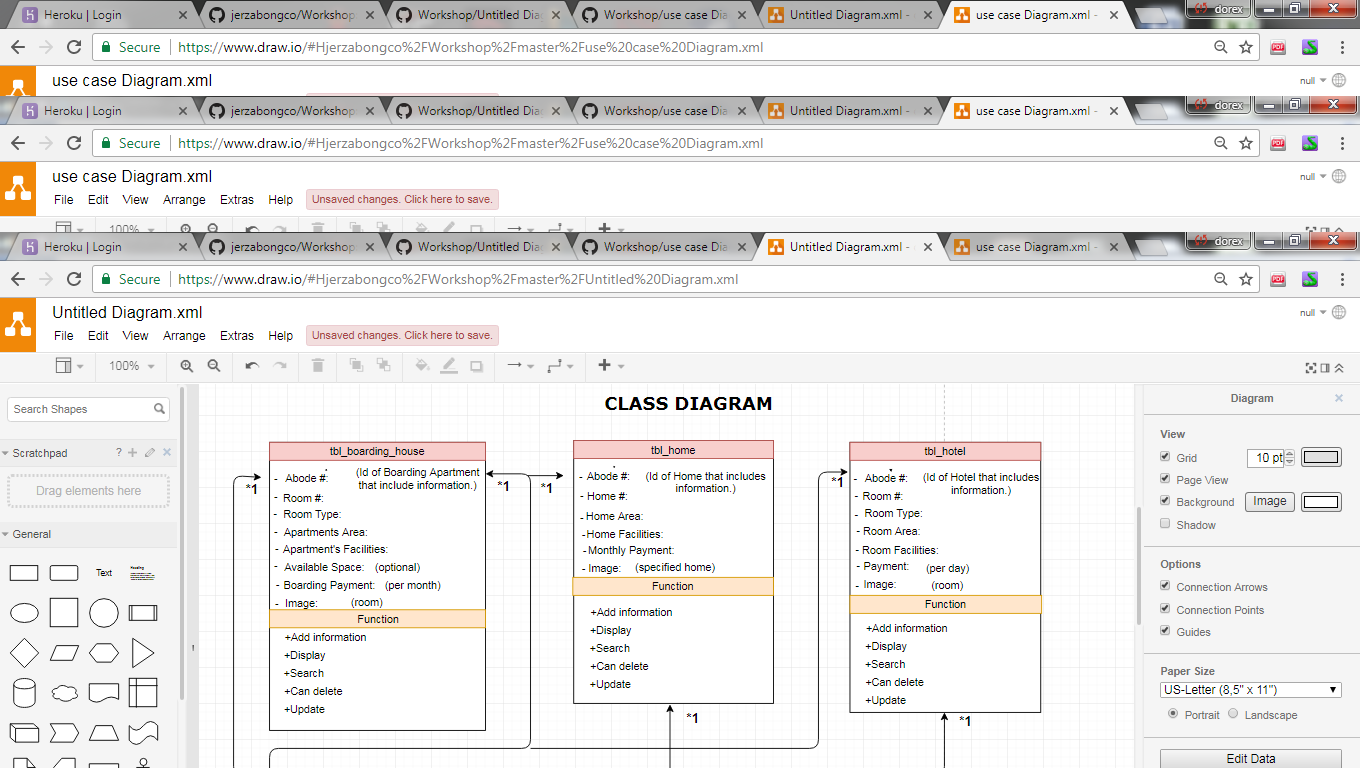 Heroku | Login
jerzabongco/Workshop
Workshop/Untitled Dia
Workshop/use case Dia
Untitled Diagram.xml -
use case Diagram.xml -
dorex
Secure
https://www.draw.io/#Hjerzabongco%2FWorkshop%2Fmaster%2Fuse%20case%20Diagram.xml
PDF
use case Diagram.xml
null
Heroku | Login
jerzabongco/Workshop
Workshop/Untitled Dia
Workshop/use case Dia
Untitled Diagram.xml -
use case Diagram.xml -
dorex
Secure
https://www.draw.io/#Hjerzabongco%2FWorkshop%2Fmaster%2Fuse%20case%20Diagram.xml
PDF
use case Diagram.xml
null
File Edit View Arrange Extras Help Unsaved changes. Click here to save.
100%
Heroku | Login
jerzabongco/Workshop
Workshop/Untitled Dia
Workshop/use case Dia
Untitled Diagram.xml -
use case Diagram.xml -
dorex
Secure
https://www.draw.io/#Hjerzabongco%2FWorkshop%2Fmaster%2FUntitled%20Diagram.xml
PDF
Untitled Diagram.xml
null
File Edit View Arrange Extras Help Unsaved changes. Click here to save.
100%
Search Shapes
Scratchpad
?
Drag elements here
General
Text
Heading
CLASS DIAGRAM
tbl_boarding_house
- Abode #: (Id of Boarding Apartment
that include information.)
- Room #:
- Room Type:
- Apartments Area:
- Apartment's Facilities:
- Available Space: (optional)
- Boarding Payment: (per month)
- Image: (room)
Function
+Add information
+Display
+Search
+Can delete
+Update
*1
*1
*1
tbl_home
- Abode #: (Id of Home that includes
information.)
- Home #:
- Home Area:
-Home Facilities:
-Monthly Payment:
- Image: (specified home)
Function
+Add information
+Display
+Search
+Can delete
+Update
*1
*1
tbl_hotel
- Abode #: (Id of Hotel that includes
information.)
- Room #:
- Room Type:
- Room Area:
- Room Facilities:
- Payment: (per day)
- Image: (room)
Function
+Add information
+Display
+Search
+Can delete
+Update
*1
Diagram
View
Grid 10 pt
Page View
Background Image
Shadow
Options
Connection Arrows
Connection Points
Guides
Paper Size
US-Letter (8,5" x 11")
Portrait Landscape
Edit Data